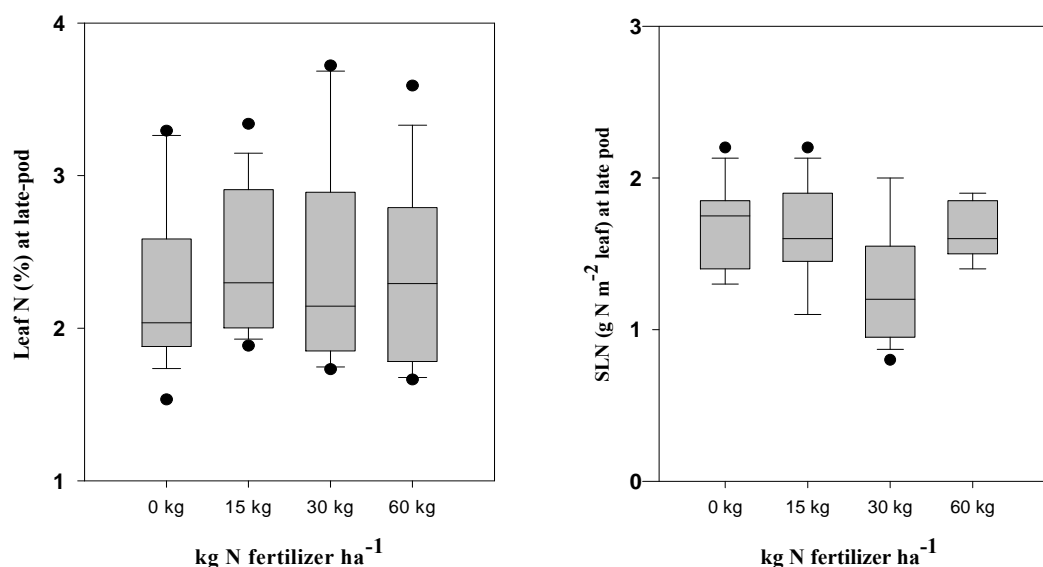 Leaf N (%) at late-pod
4
3
2
1
0 kg 15 kg 30 kg 60 kg
kg N fertilizer ha-1
SLN (g N m-2 leaf) at late pod
3
2
1
0
0 kg 15 kg 30 kg 60 kg
kg N fertilizer ha-1